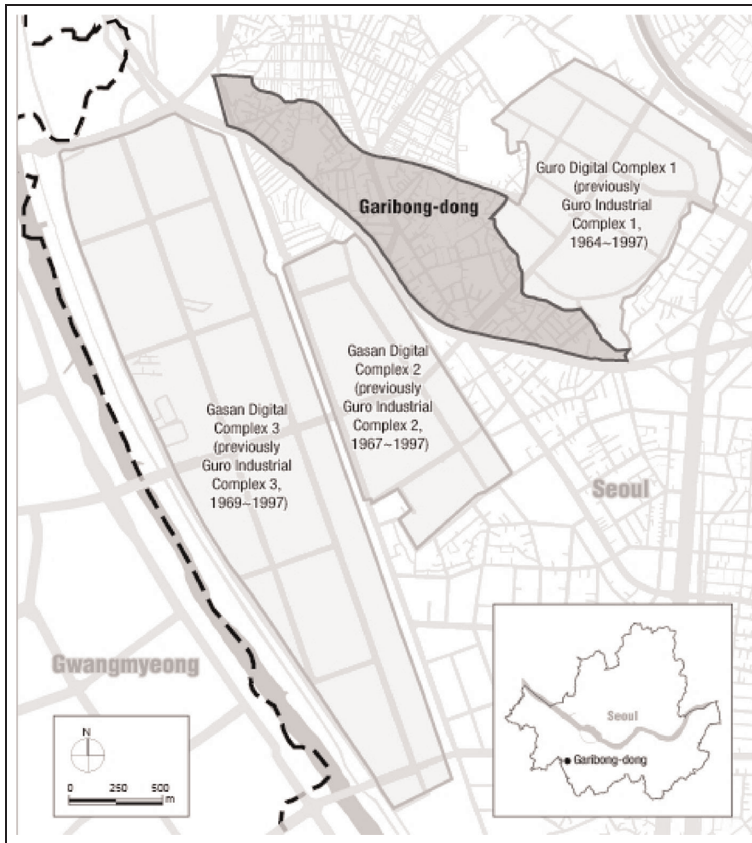 Guro Digital Complex 1
(previously
Guro Industrial
Complex 1,
1964~1997)
Garibong-dong
Gasan Digital
Complex 2
(previously
Guro Industrial
Complex 2,
1967~1997)
Gasan Digital
Complex 3
(previously
Guro Industrial
Complex 3,
1969~1997)
Seoul
Gwangmyeong
N
0 250 500
m
Seoul
Garibong-dong